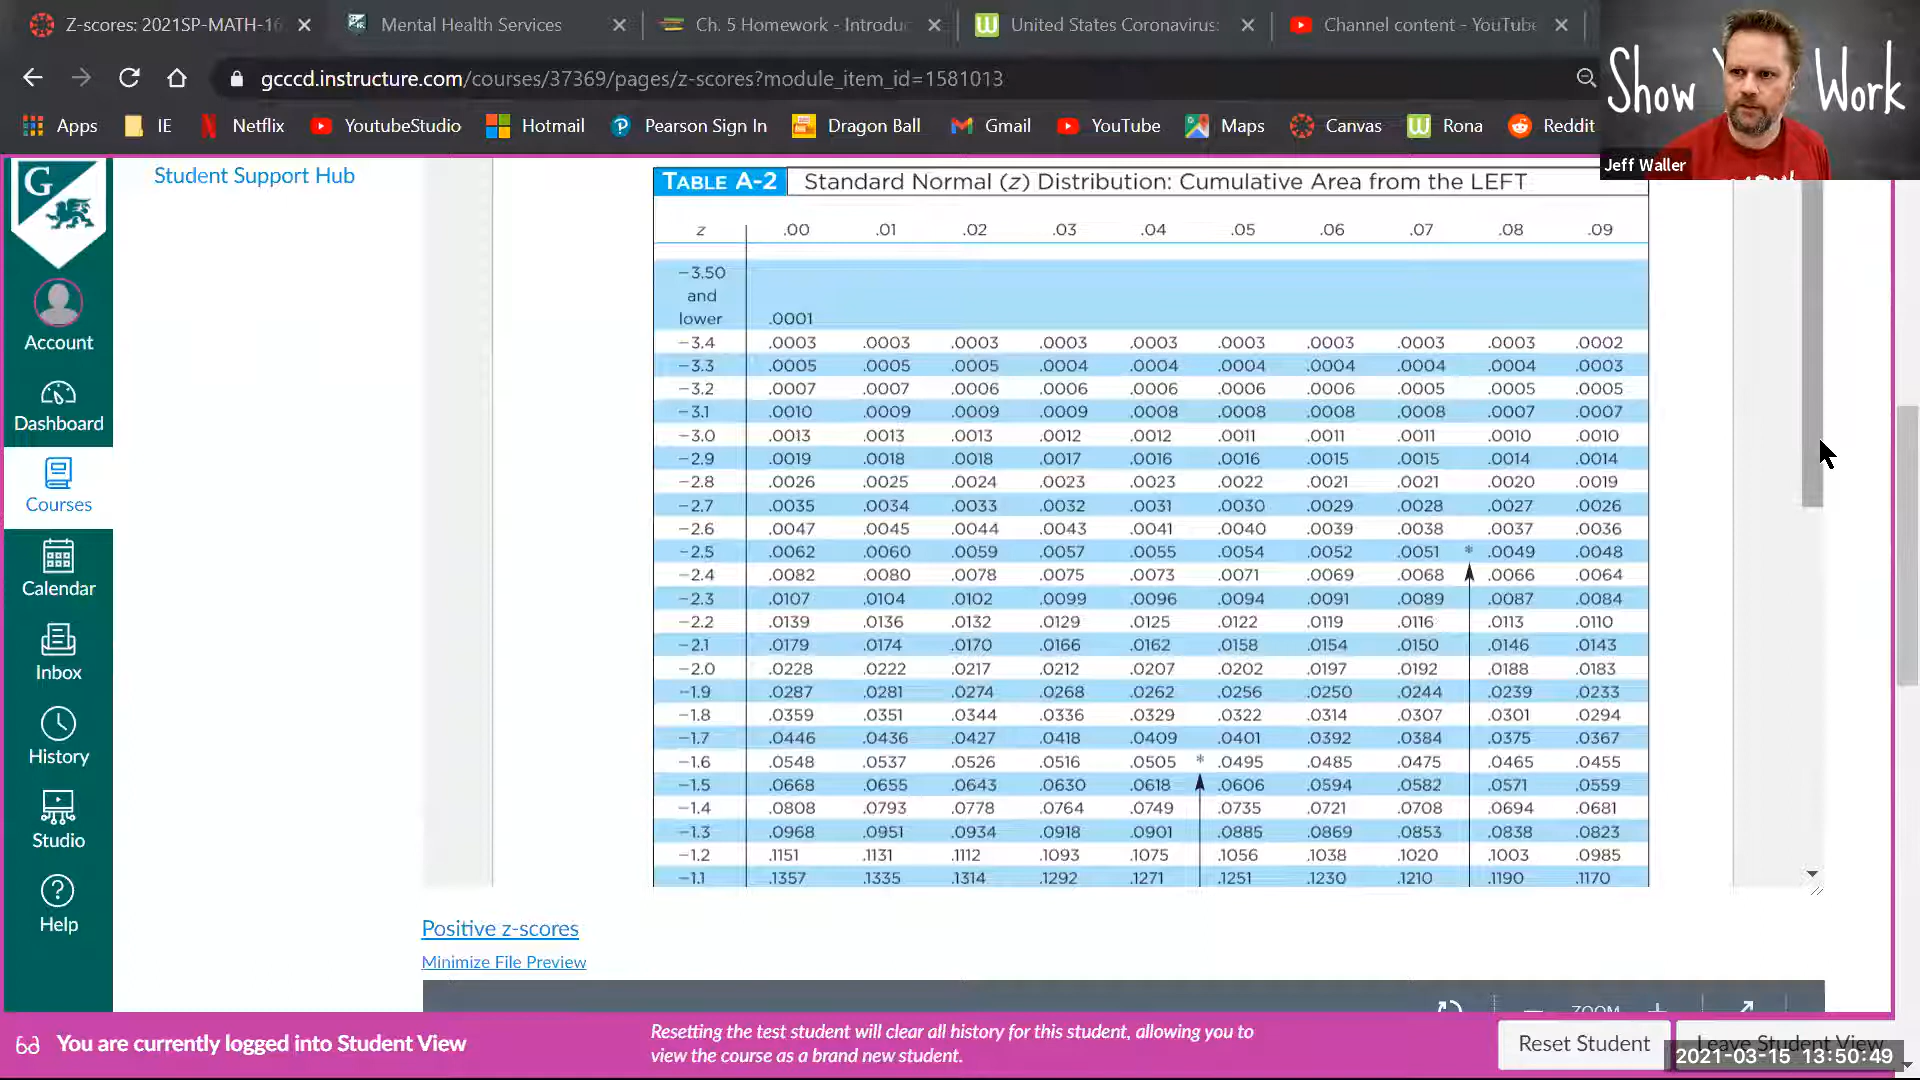 Z-scores: 2021SP-MATH-16
Mental Health Services
Ch. 5 Homework - Introduc
United States Coronavirus:
Channel content - YouTube
gcccd.instructure.com/courses/37369/pages/z-scores?module_item_id=1581013
Show Work
Apps IE Netflix YoutubeStudio Hotmail Pearson Sign In Dragon Ball Gmail YouTube Maps Canvas Rona Reddit
Jeff Waller
G
Account
Dashboard
Courses
Calendar
Inbox
History
Studio
Help
Student Support Hub
TABLE A-2 Standard Normal (z) Distribution: Cumulative Area from the LEFT
z .00 .01 .02 .03 .04 .05 .06 .07 .08 .09
−3.50
and
lower .0001
−3.4 .0003 .0003 .0003 .0003 .0003 .0003 .0003 .0003 .0003 .0002
−3.3 .0005 .0005 .0005 .0004 .0004 .0004 .0004 .0004 .0004 .0003
−3.2 .0007 .0007 .0006 .0006 .0006 .0006 .0006 .0005 .0005 .0005
−3.1 .0010 .0009 .0009 .0009 .0008 .0008 .0008 .0008 .0007 .0007
−3.0 .0013 .0013 .0013 .0012 .0012 .0011 .0011 .0011 .0010 .0010
−2.9 .0019 .0018 .0018 .0017 .0016 .0016 .0015 .0015 .0014 .0014
−2.8 .0026 .0025 .0024 .0023 .0023 .0022 .0021 .0021 .0020 .0019
−2.7 .0035 .0034 .0033 .0032 .0031 .0030 .0029 .0028 .0027 .0026
−2.6 .0047 .0045 .0044 .0043 .0041 .0040 .0039 .0038 .0037 .0036
−2.5 .0062 .0060 .0059 .0057 .0055 .0054 .0052 .0051 * .0049 .0048
−2.4 .0082 .0080 .0078 .0075 .0073 .0071 .0069 .0068 .0066 .0064
−2.3 .0107 .0104 .0102 .0099 .0096 .0094 .0091 .0089 .0087 .0084
−2.2 .0139 .0136 .0132 .0129 .0125 .0122 .0119 .0116 .0113 .0110
−2.1 .0179 .0174 .0170 .0166 .0162 .0158 .0154 .0150 .0146 .0143
−2.0 .0228 .0222 .0217 .0212 .0207 .0202 .0197 .0192 .0188 .0183
−1.9 .0287 .0281 .0274 .0268 .0262 .0256 .0250 .0244 .0239 .0233
−1.8 .0359 .0351 .0344 .0336 .0329 .0322 .0314 .0307 .0301 .0294
−1.7 .0446 .0436 .0427 .0418 .0409 .0401 .0392 .0384 .0375 .0367
−1.6 .0548 .0537 .0526 .0516 .0505 * .0495 .0485 .0475 .0465 .0455
−1.5 .0668 .0655 .0643 .0630 .0618 .0606 .0594 .0582 .0571 .0559
−1.4 .0808 .0793 .0778 .0764 .0749 .0735 .0721 .0708 .0694 .0681
−1.3 .0968 .0951 .0934 .0918 .0901 .0885 .0869 .0853 .0838 .0823
−1.2 .1151 .1131 .1112 .1093 .1075 .1056 .1038 .1020 .1003 .0985
−1.1 .1357 .1335 .1314 .1292 .1271 .1251 .1230 .1210 .1190 .1170
Positive z-scores
Minimize File Preview
ZOOM
You are currently logged into Student View
Resetting the test student will clear all history for this student, allowing you to
view the course as a brand new student.
Reset Student
Leave Student View
2021-03-15 13:50:49